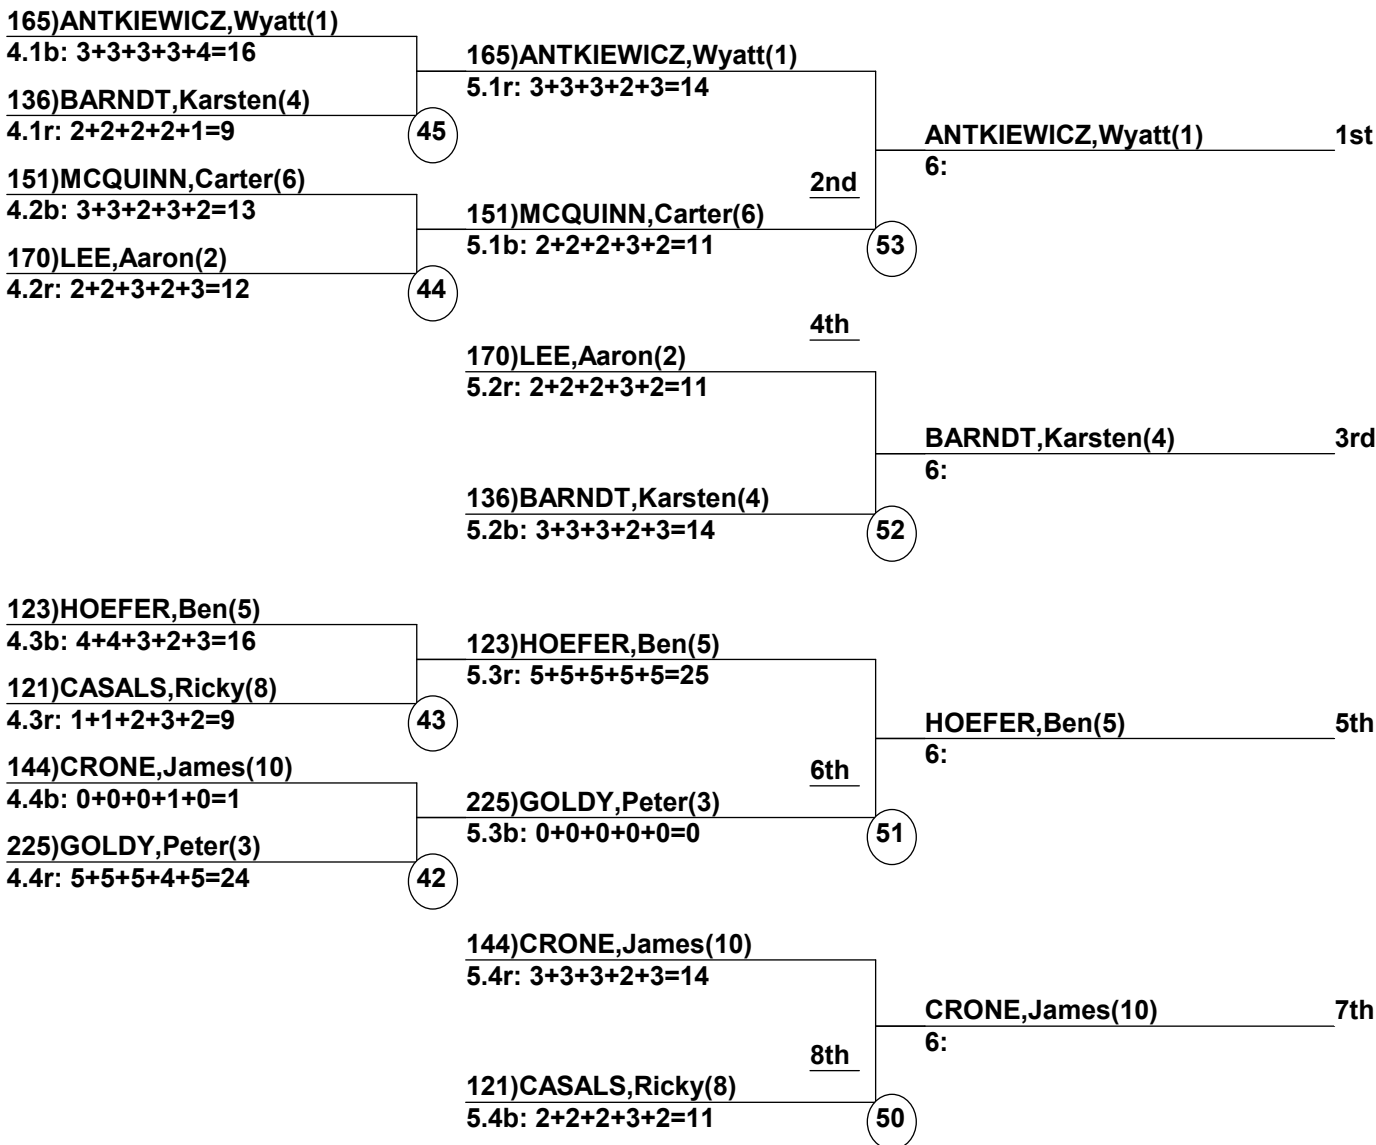 165)ANTKIEWICZ,Wyatt(1)
4.1b: 3+3+3+3+4=16
136)BARNDT,Karsten(4)
4.1r: 2+2+2+2+1=9
45
151)MCQUINN,Carter(6)
4.2b: 3+3+2+3+2=13
170)LEE,Aaron(2)
4.2r: 2+2+3+2+3=12
44
165)ANTKIEWICZ,Wyatt(1)
5.1r: 3+3+3+2+3=14
151)MCQUINN,Carter(6)
5.1b: 2+2+2+3+2=11
2nd
53
ANTKIEWICZ,Wyatt(1) 1st
6:
4th
170)LEE,Aaron(2)
5.2r: 2+2+2+3+2=11
136)BARNDT,Karsten(4)
5.2b: 3+3+3+2+3=14
52
BARNDT,Karsten(4) 3rd
6:
123)HOEFER,Ben(5)
4.3b: 4+4+3+2+3=16
121)CASALS,Ricky(8)
4.3r: 1+1+2+3+2=9
43
144)CRONE,James(10)
4.4b: 0+0+0+1+0=1
225)GOLDY,Peter(3)
4.4r: 5+5+5+4+5=24
42
123)HOEFER,Ben(5)
5.3r: 5+5+5+5+5=25
225)GOLDY,Peter(3)
5.3b: 0+0+0+0+0=0
6th
51
HOEFER,Ben(5) 5th
6:
144)CRONE,James(10)
5.4r: 3+3+3+2+3=14
121)CASALS,Ricky(8)
5.4b: 2+2+2+3+2=11
8th
50
CRONE,James(10) 7th
6: